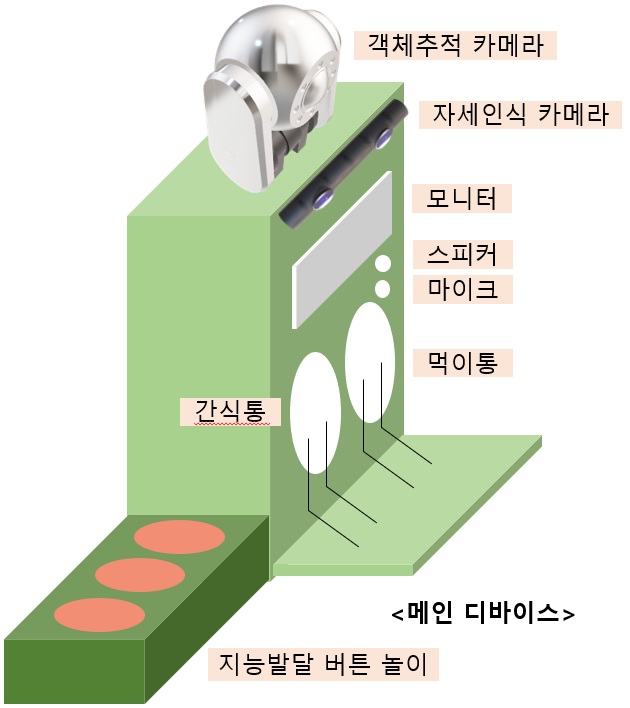 객체추적 카메라
자세인식 카메라
모니터
스피커
마이크
먹이통
간식통
<메인 디바이스>
지능발달 버튼 놀이